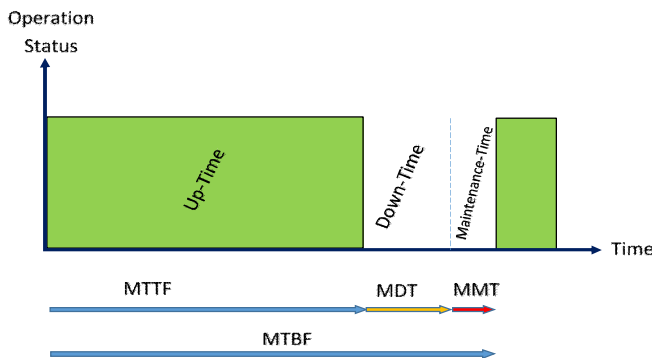 Operation
Status
Up-Time
Down-Time
Maintenance-Time
Time
MTTF
MDT
MMT
MTBF